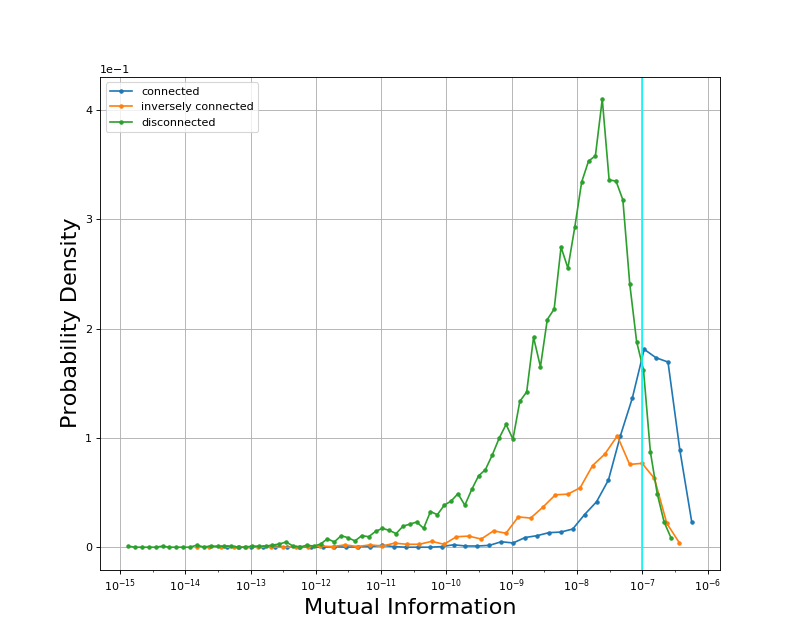 1e−1
connected
inversely connected
disconnected
4
3
2
1
0
Probability Density
10⁻¹⁵ 10⁻¹⁴ 10⁻¹³ 10⁻¹² 10⁻¹¹ 10⁻¹⁰ 10⁻⁹ 10⁻⁸ 10⁻⁷ 10⁻⁶
Mutual Information